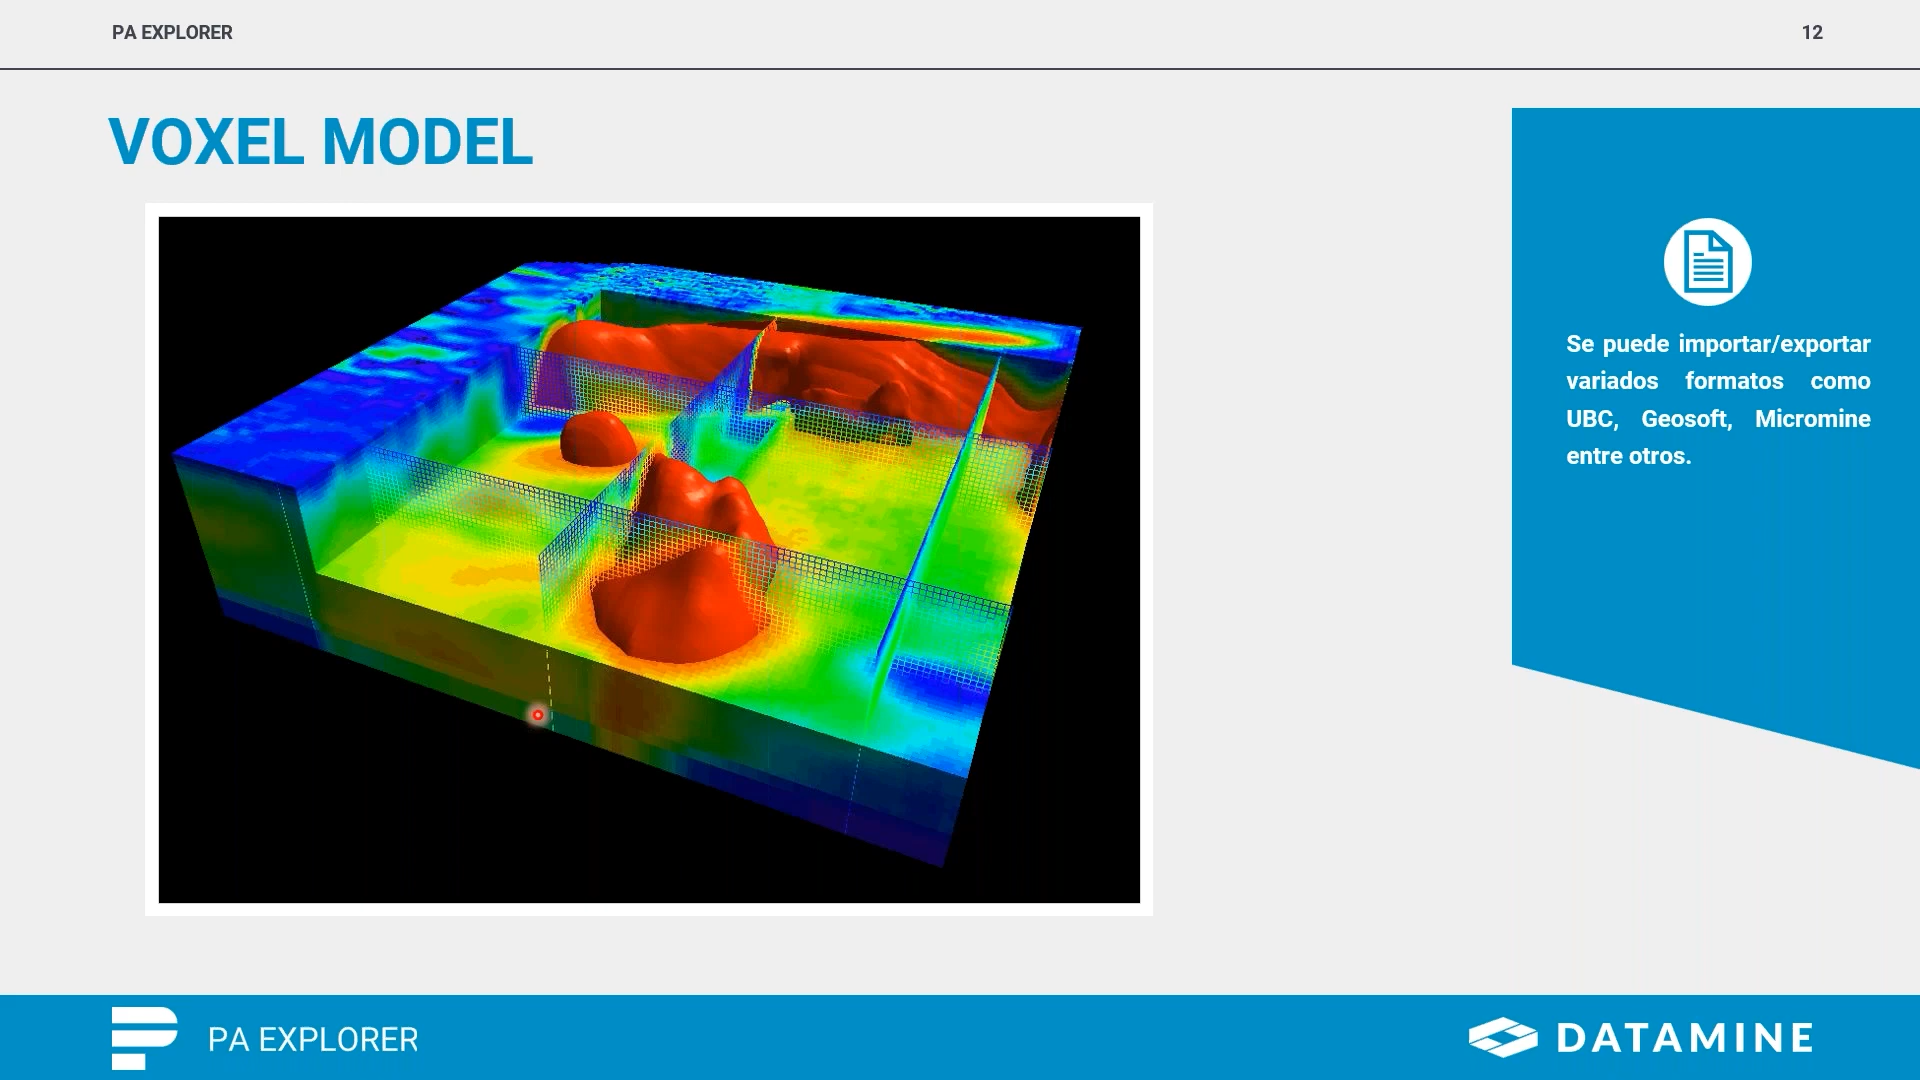 PA EXPLORER
12
VOXEL MODEL
Se puede importar/exportar
variados formatos como
UBC, Geosoft, Micromine
entre otros.
PA EXPLORER
DATAMINE